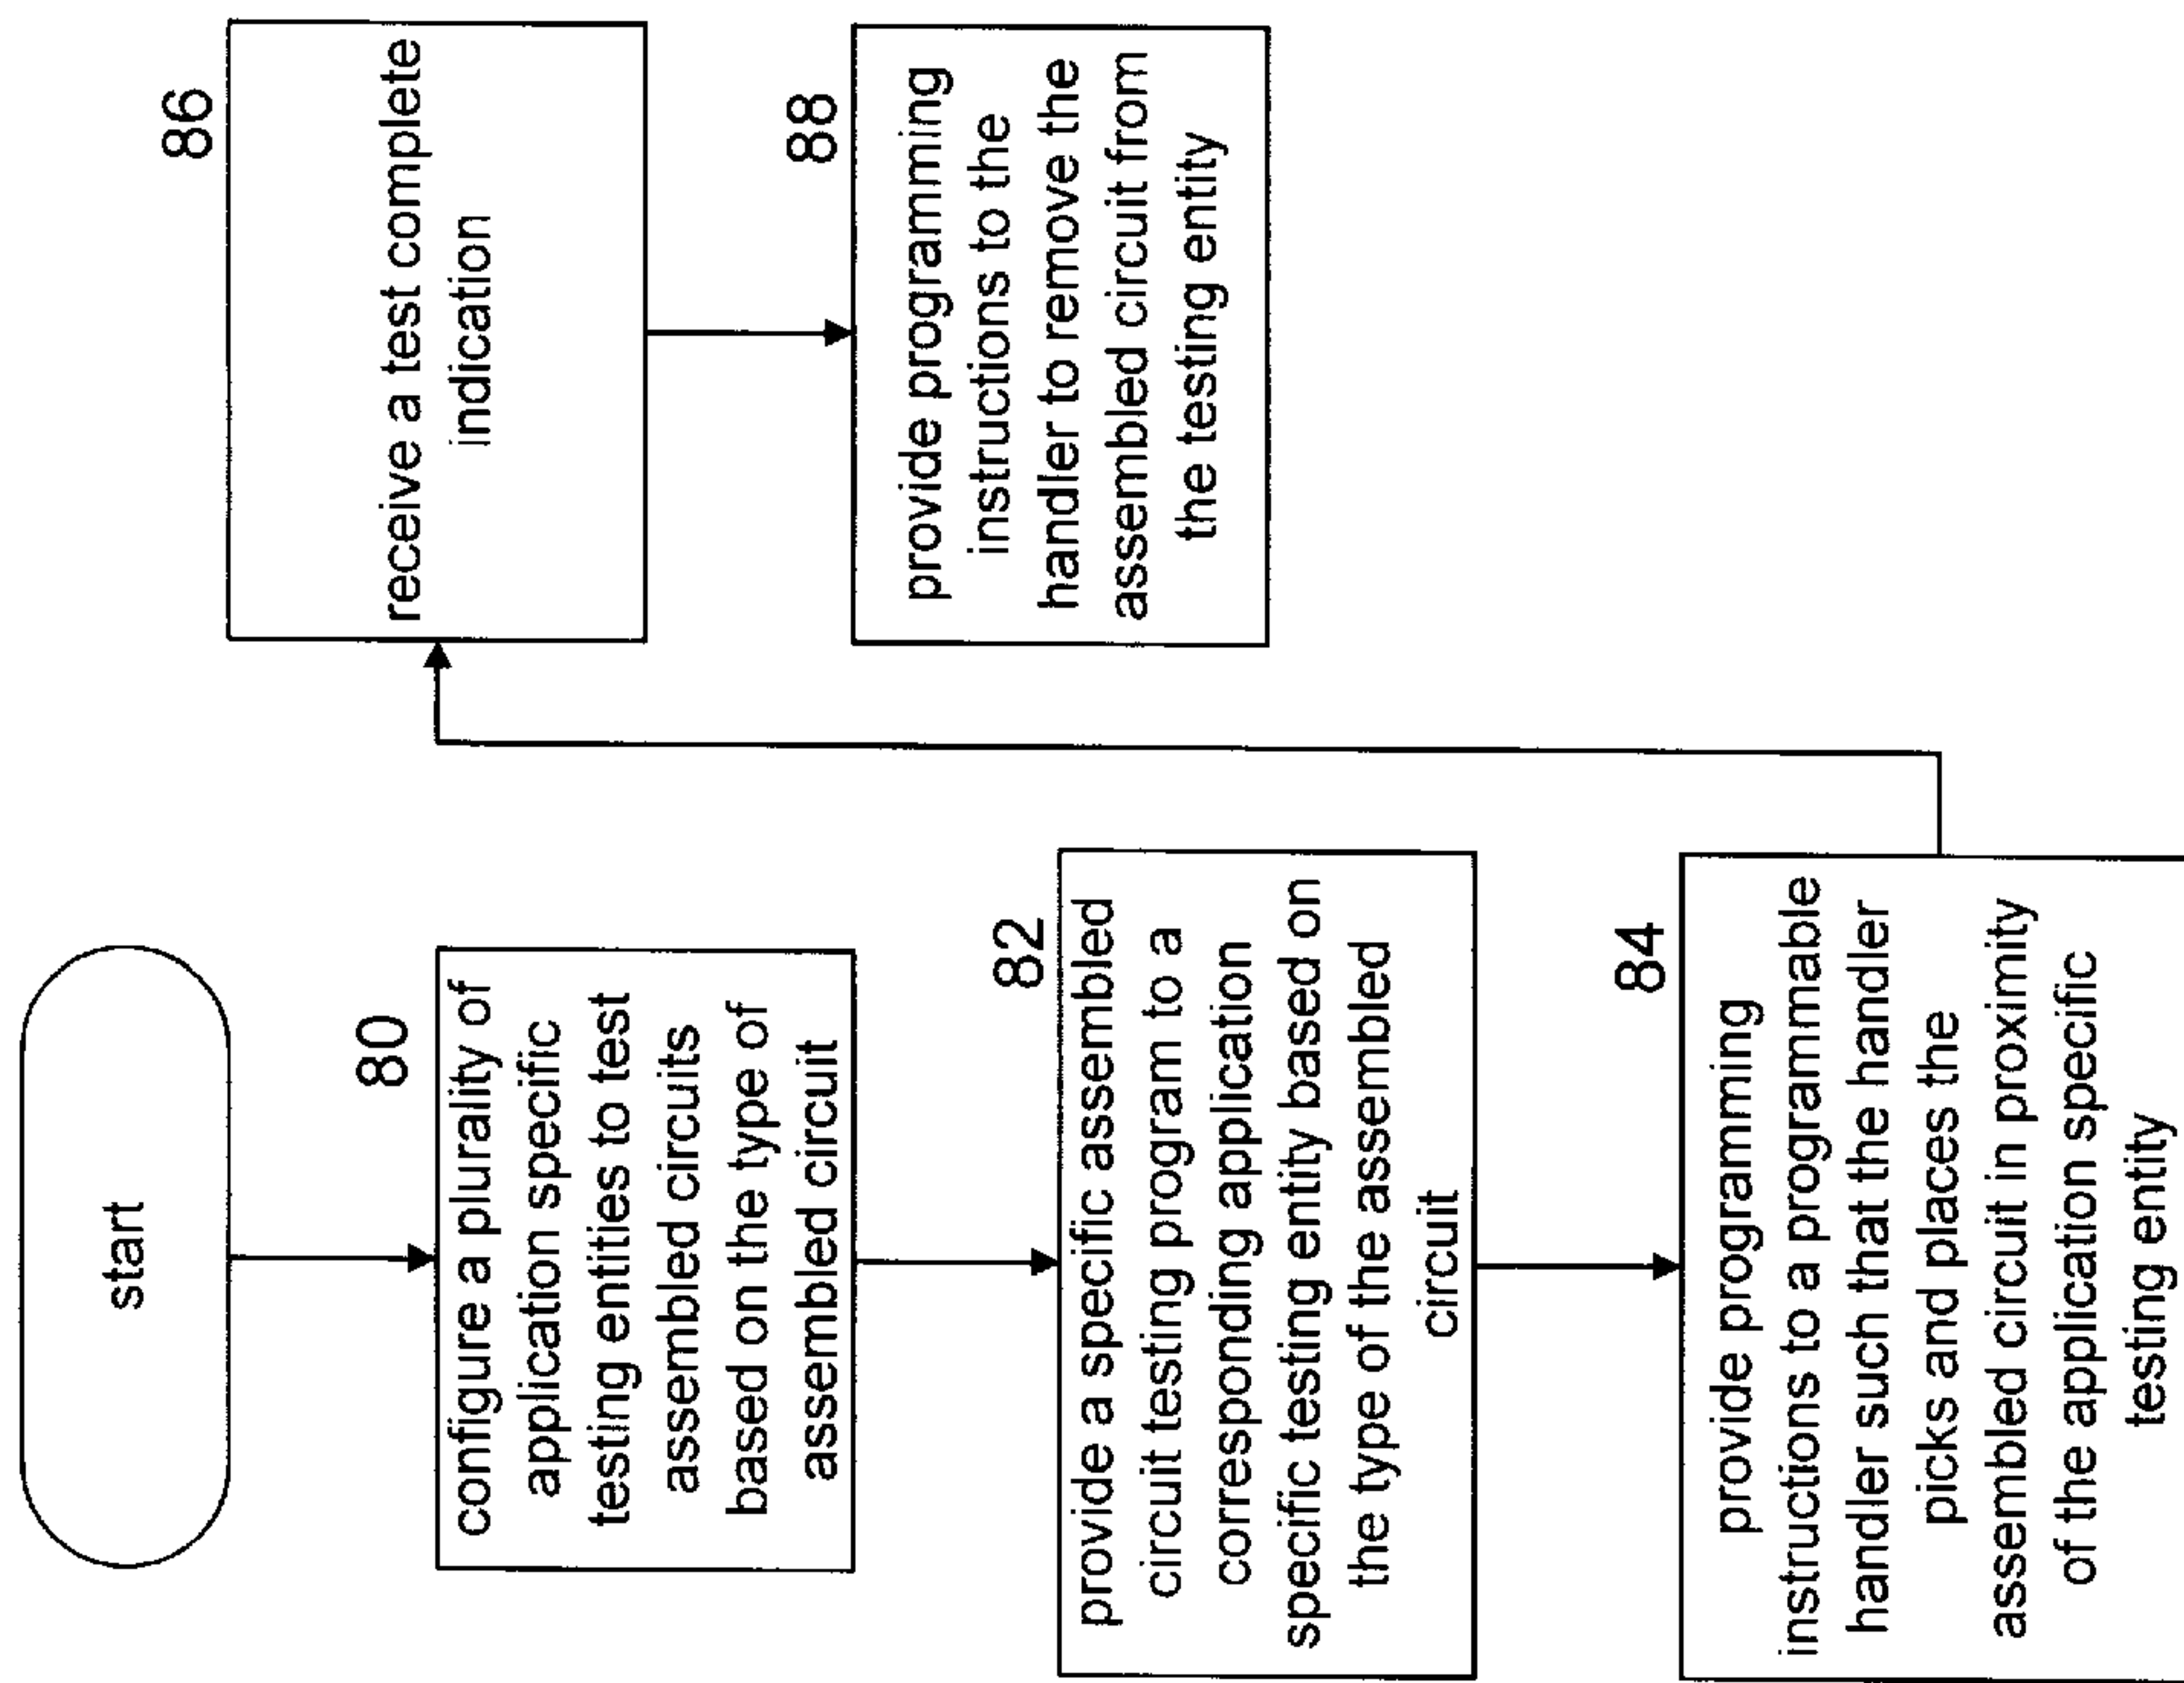 start
80
configure a plurality of
application specific
testing entities to test
assembled circuits
based on the type of
assembled circuit
82
provide a specific assembled
circuit testing program to a
corresponding application
specific testing entity based on
the type of the assembled
circuit
84
provide programming
instructions to a programmable
handler such that the handler
picks and places the
assembled circuit in proximity
of the application specific
testing entity
86
receive a test complete
indication
88
provide programming
instructions to the
handler to remove the
assembled circuit from
the testing entity